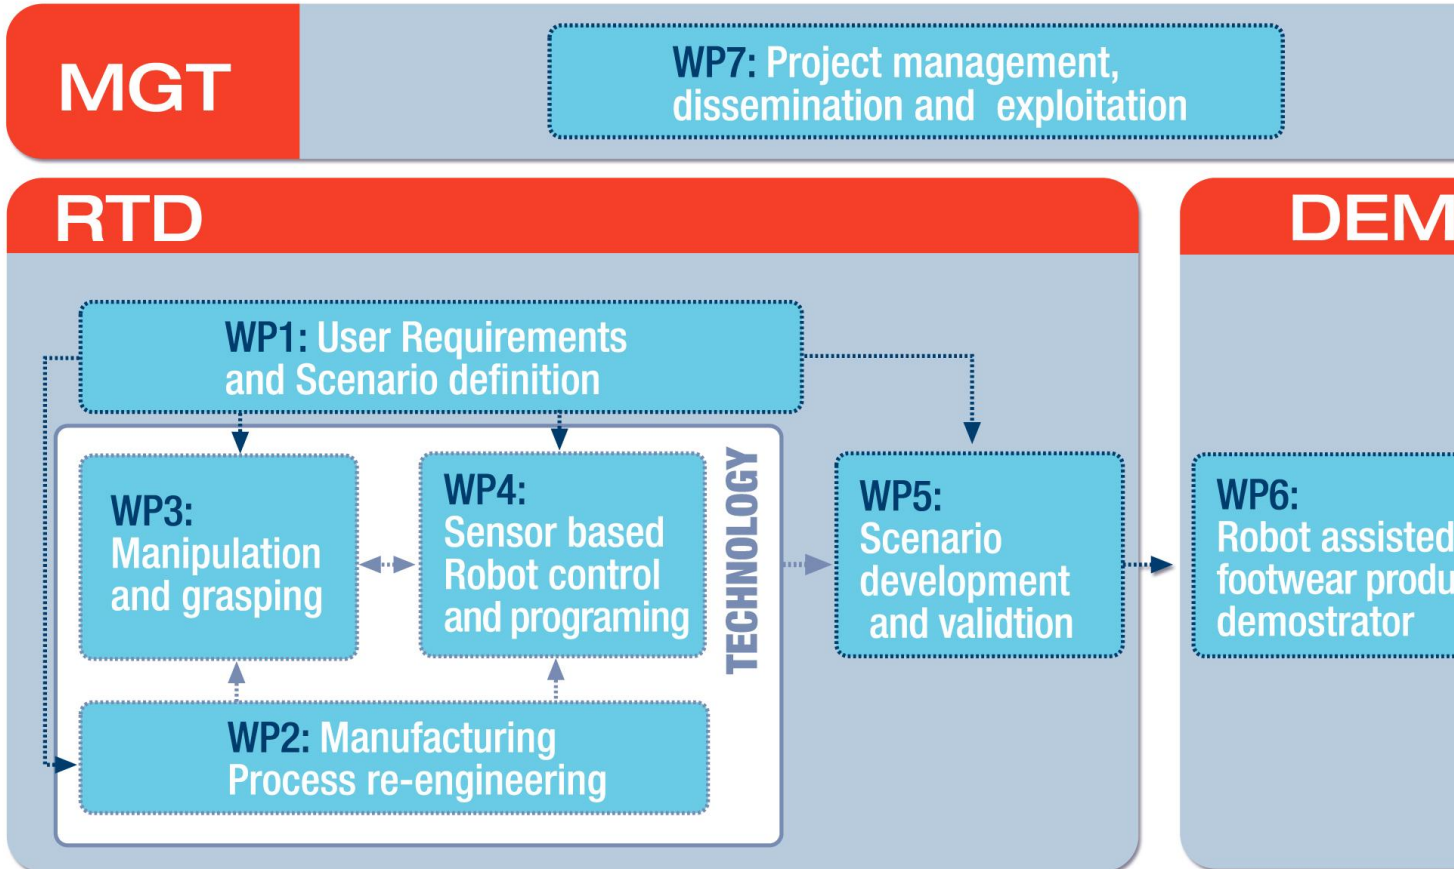 MGT
WP7: Project management,
dissemination and exploitation
RTD
DEM
WP1: User Requirements
and Scenario definition
WP3:
Manipulation
and grasping
WP4:
Sensor based
Robot control
and programing
TECHNOLOGY
WP5:
Scenario
development
and validtion
WP6:
Robot assisted
footwear produ
demostrator
WP2: Manufacturing
Process re-engineering